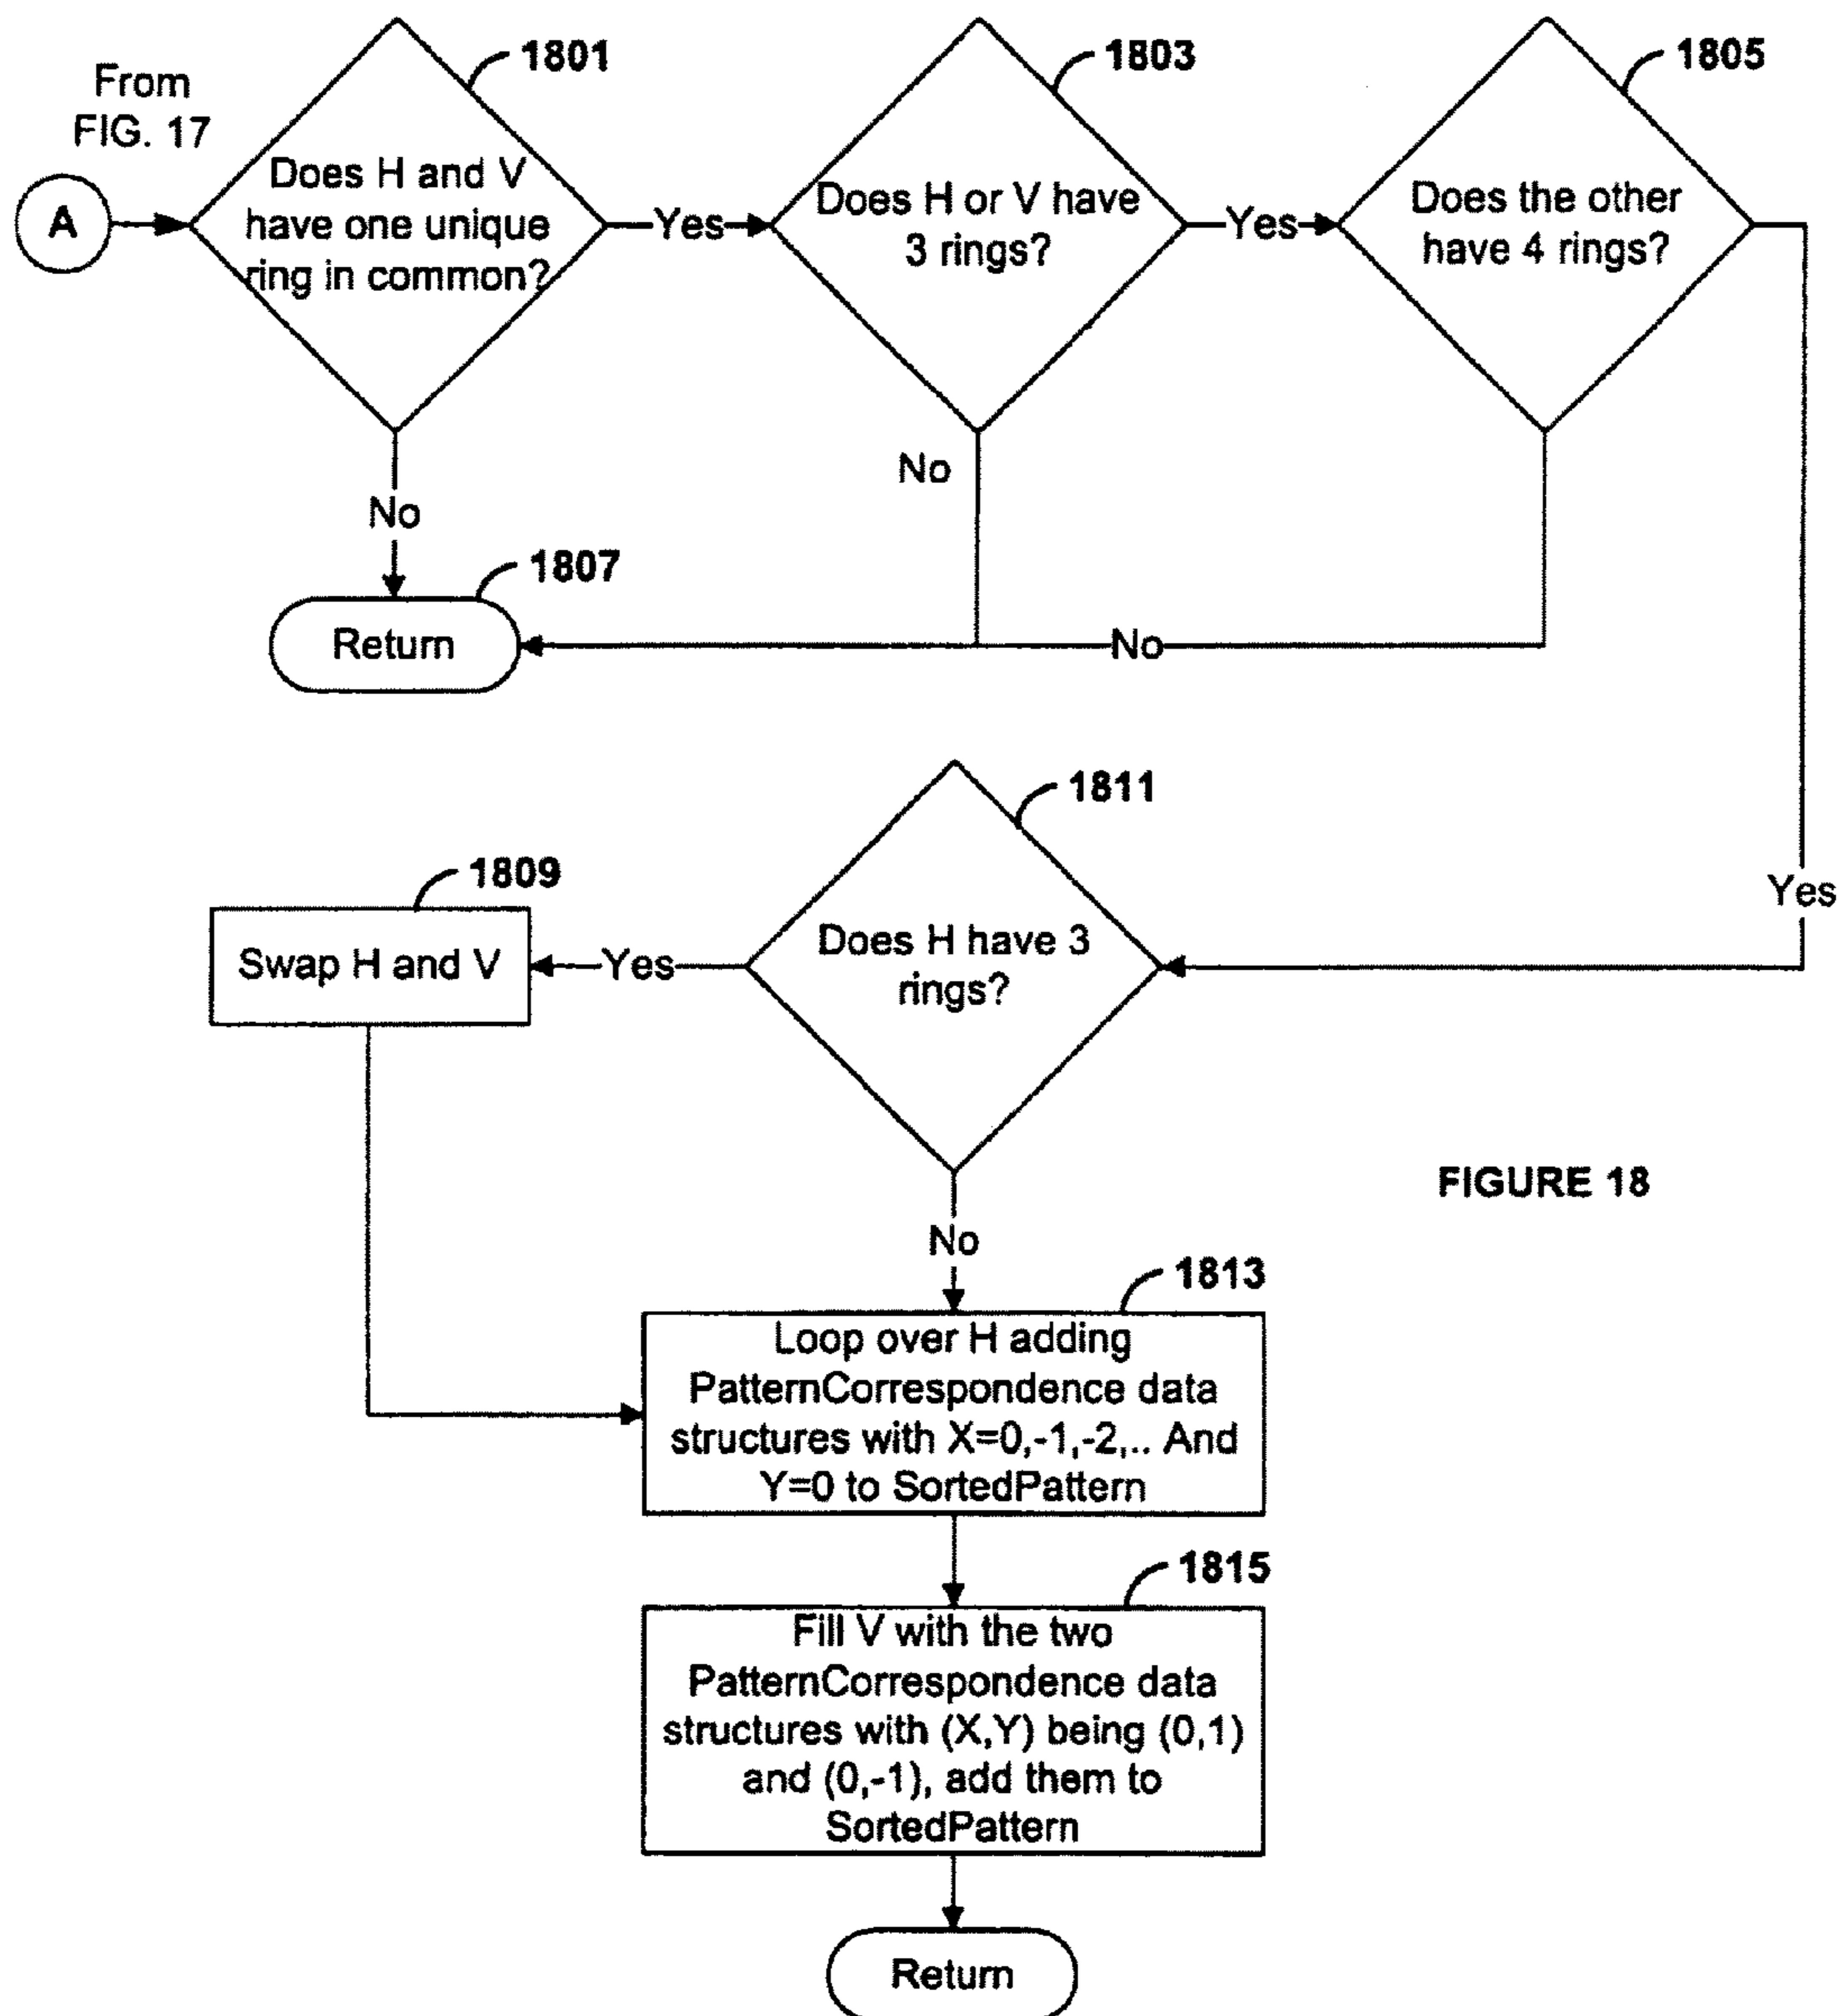 From
FIG. 17
A
1801
Does H and V
have one unique
ring in common?
Yes
1803
Does H or V have
3 rings?
Yes
1805
Does the other
have 4 rings?
No
No
1807
Return
No
Yes
1811
Does H have 3
rings?
Yes
1809
Swap H and V
No
FIGURE 18
1813
Loop over H adding
PatternCorrespondence data
structures with X=0,-1,-2,.. And
Y=0 to SortedPattern
1815
Fill V with the two
PatternCorrespondence data
structures with (X,Y) being (0,1)
and (0,-1), add them to
SortedPattern
Return